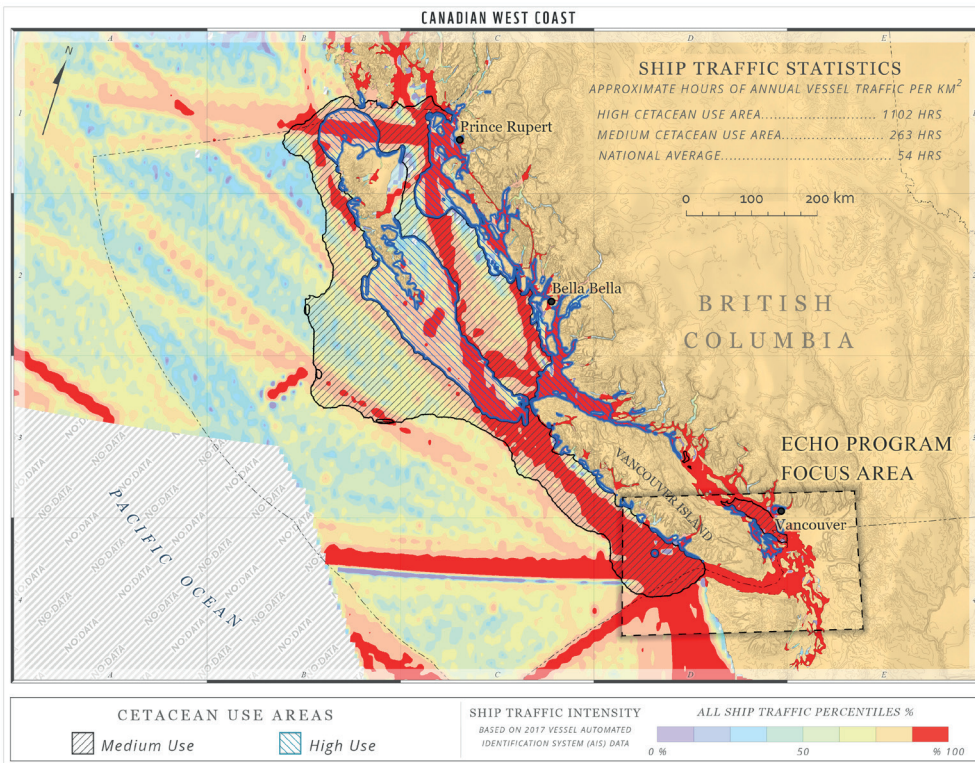 CANADIAN WEST COAST
A
B
C
D
E
N
SHIP TRAFFIC STATISTICS
APPROXIMATE HOURS OF ANNUAL VESSEL TRAFFIC PER KM2
HIGH CETACEAN USE AREA........................ 1102 HRS
MEDIUM CETACEAN USE AREA.................. 263 HRS
NATIONAL AVERAGE.................................. 54 HRS
1
Prince Rupert
0 100 200 km
2
Bella Bella
BRITISH
COLUMBIA
3
ECHO PROGRAM
FOCUS AREA
VANCOUVER ISLAND
Vancouver
NO DATA
PACIFIC OCEAN
4
A
B
C
D
E
CETACEAN USE AREAS
Medium Use
High Use
SHIP TRAFFIC INTENSITY
BASED ON 2017 VESSEL AUTOMATED
IDENTIFICATION SYSTEM (AIS) DATA
ALL SHIP TRAFFIC PERCENTILES %
0 % 50 % 100